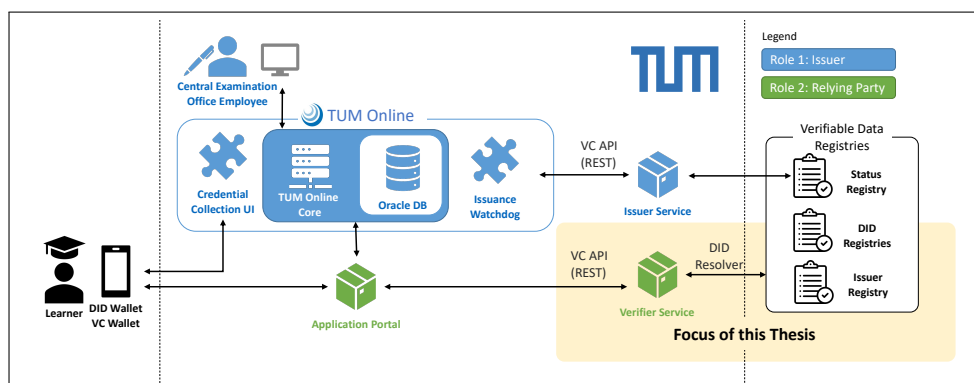 Legend
Role 1: Issuer
Role 2: Relying Party
TUM
Central Examination
Office Employee
TUM Online
Credential
Collection UI
TUM Online
Core
Oracle DB
Issuance
Watchdog
VC API
(REST)
Issuer Service
Verifiable Data
Registries
Status
Registry
DID
Registries
Issuer
Registry
Learner
DID Wallet
VC Wallet
Application Portal
VC API
(REST)
Verifier Service
DID
Resolver
Focus of this Thesis